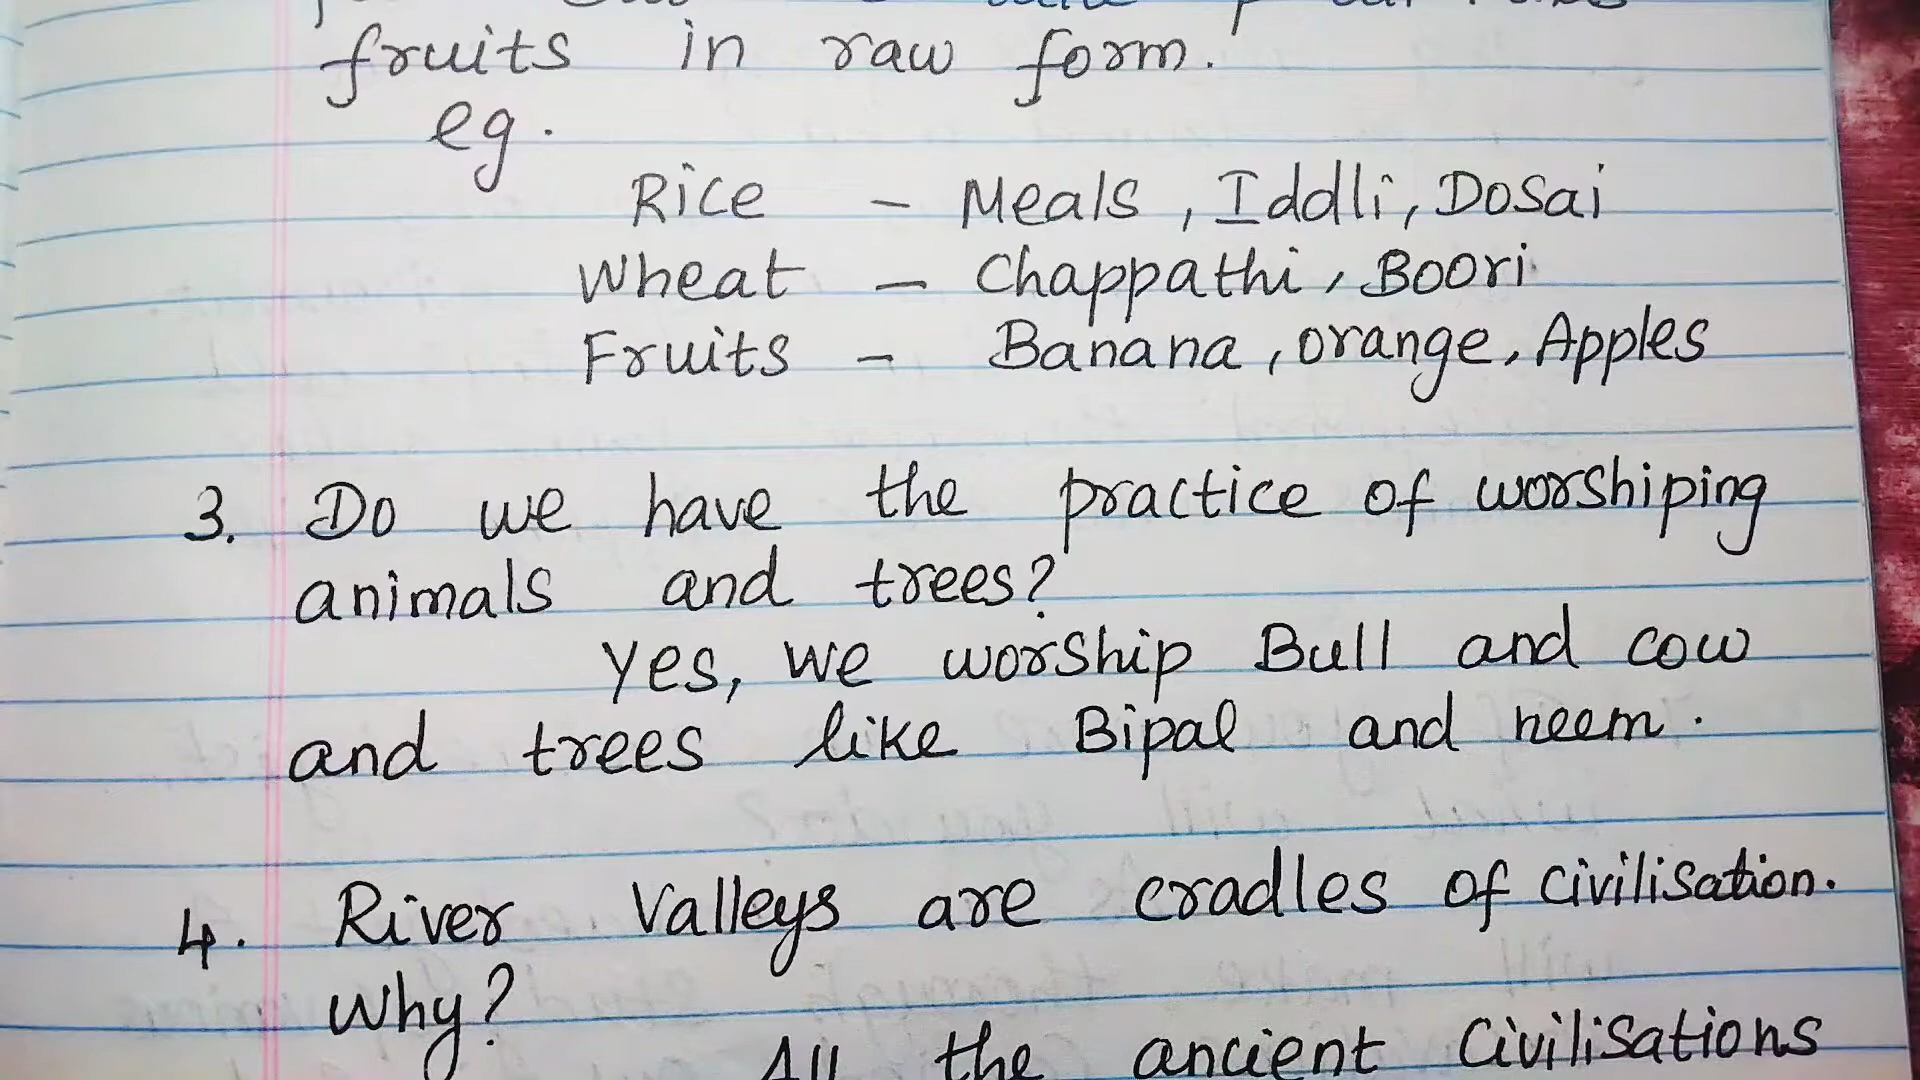 fruits in raw form.
eg.
Rice - Meals, Iddli, Dosai
Wheat - Chappathi, Boori
Fruits - Banana, orange, Apples
3. Do we have the practice of worshiping
animals and trees?
Yes, we worship Bull and cow
and trees like Bipal and neem.
4. River Valleys are cradles of civilisation.
Why?
All the ancient Civilisations